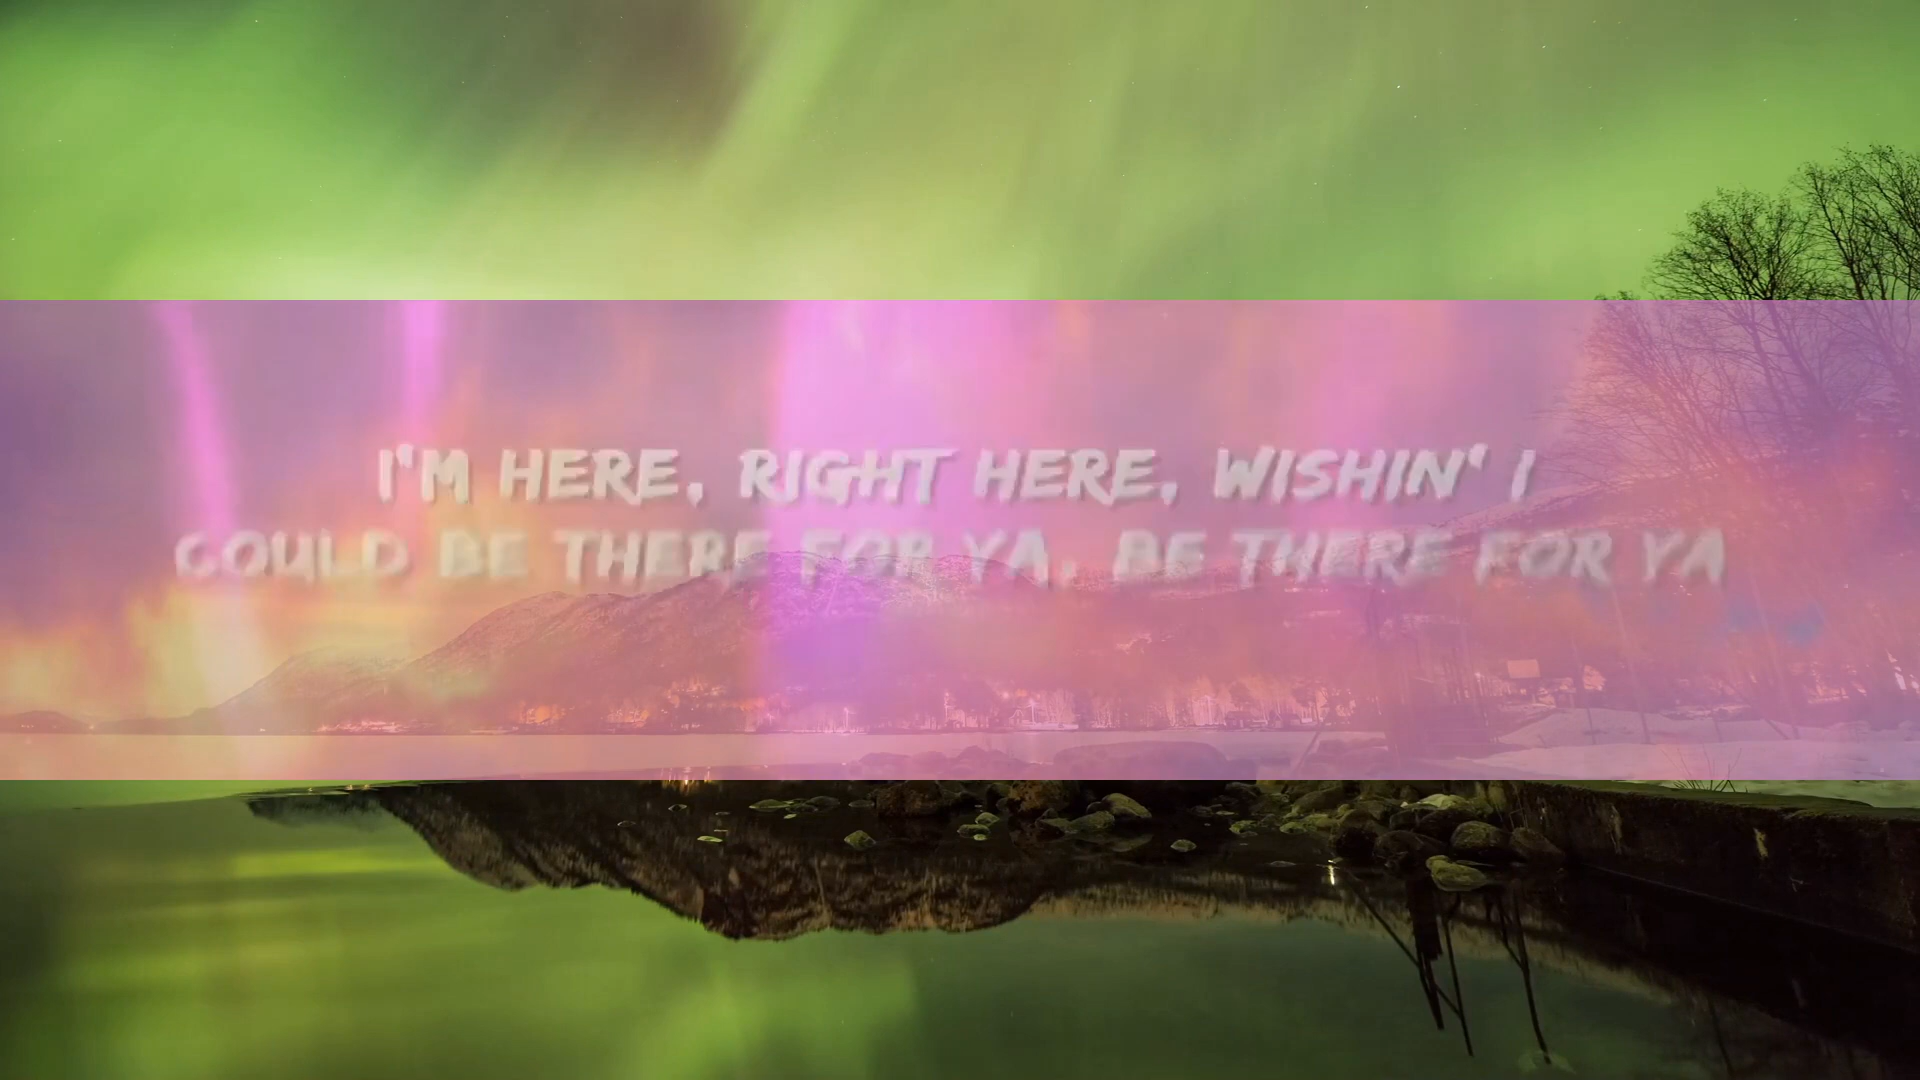 I'M HERE, RIGHT HERE, WISHIN' I
COULD BE THERE FOR YA, BE THERE FOR YA